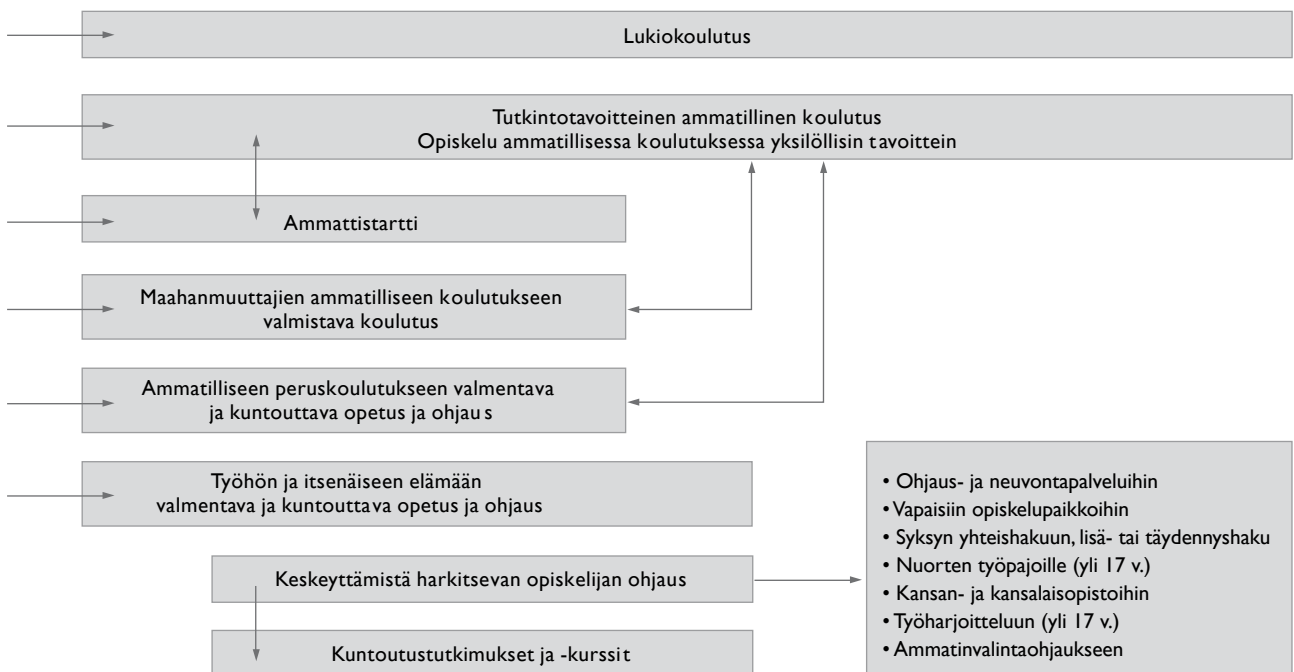 Lukiokoulutus
Tutkintotavoitteinen ammatillinen koulutus
Opiskelu ammatillisessa koulutuksessa yksilöllisin tavoittein
Ammattistartti
Maahanmuuttajien ammatilliseen koulutukseen
valmistava koulutus
Ammatilliseen peruskoulutukseen valmentava
ja kuntouttava opetus ja ohjaus
Työhön ja itsenäiseen elämään
valmentava ja kuntouttava opetus ja ohjaus
Keskeyttämistä harkitsevan opiskelijan ohjaus
Kuntoutustutkimukset ja -kurssit
• Ohjaus- ja neuvontapalveluihin
• Vapaisiin opiskelupaikkoihin
• Syksyn yhteishakuun, lisä- tai täydennyshaku
• Nuorten työpajoille (yli 17 v.)
• Kansan- ja kansalaisopistoihin
• Työharjoitteluun (yli 17 v.)
• Ammatinvalintaohjaukseen